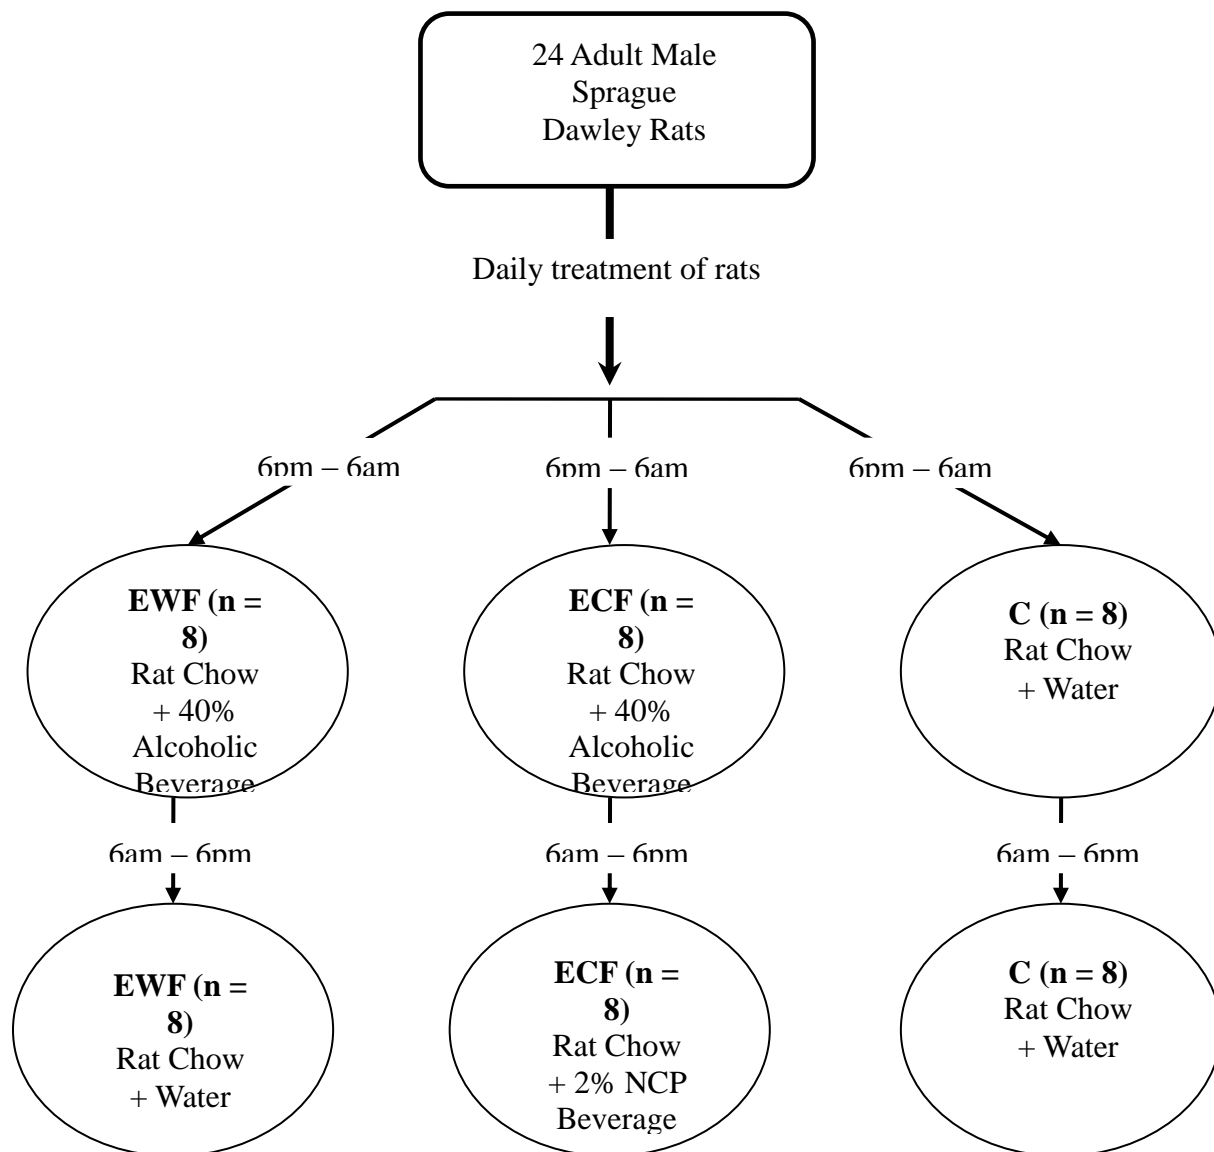 24 Adult Male
Sprague
Dawley Rats
Daily treatment of rats
6pm – 6am
6pm – 6am
6pm – 6am
EWF (n =
8)
Rat Chow
+ 40%
Alcoholic
Beverage
ECF (n =
8)
Rat Chow
+ 40%
Alcoholic
Beverage
C (n = 8)
Rat Chow
+ Water
6am – 6pm
6am – 6pm
6am – 6pm
EWF (n =
8)
Rat Chow
+ Water
ECF (n =
8)
Rat Chow
+ 2% NCP
Beverage
C (n = 8)
Rat Chow
+ Water